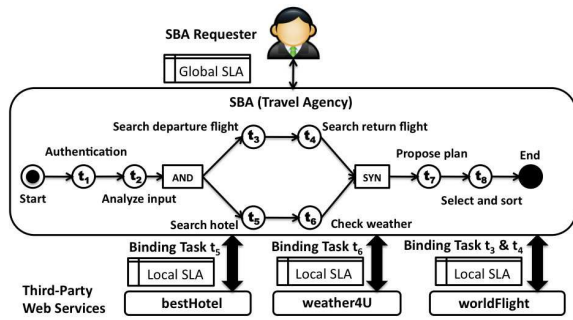 SBA Requester
Global SLA
SBA (Travel Agency)
Search departure flight
t3
t4
Search return flight
Authentication
Propose plan
End
t1
t2
AND
SYN
t7
t8
Start
Analyze input
Select and sort
Search hotel
t5
t6
Check weather
Binding Task t5
Binding Task t6
Binding Task t3 & t4
Local SLA
Local SLA
Local SLA
Third-Party
Web Services
bestHotel
weather4U
worldFlight